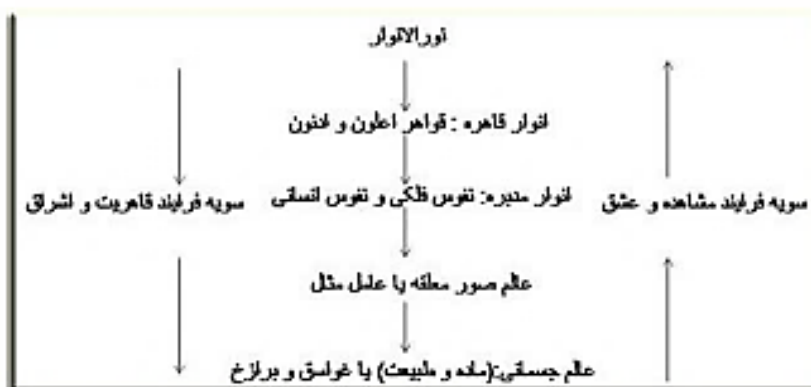 نورالانوار
انوار قاهره : قواهر اعلون و ادنون
انوار مدبره: نفوس فلکی و نفوس انسانی
سویه فرایند مشاهده و عشق
سویه فرایند قاهریت و اشراق
عالم صور معلقه یا عامل مثال
عالم جسمانی:(ماده و طبیعت) یا غواسق و برازخ